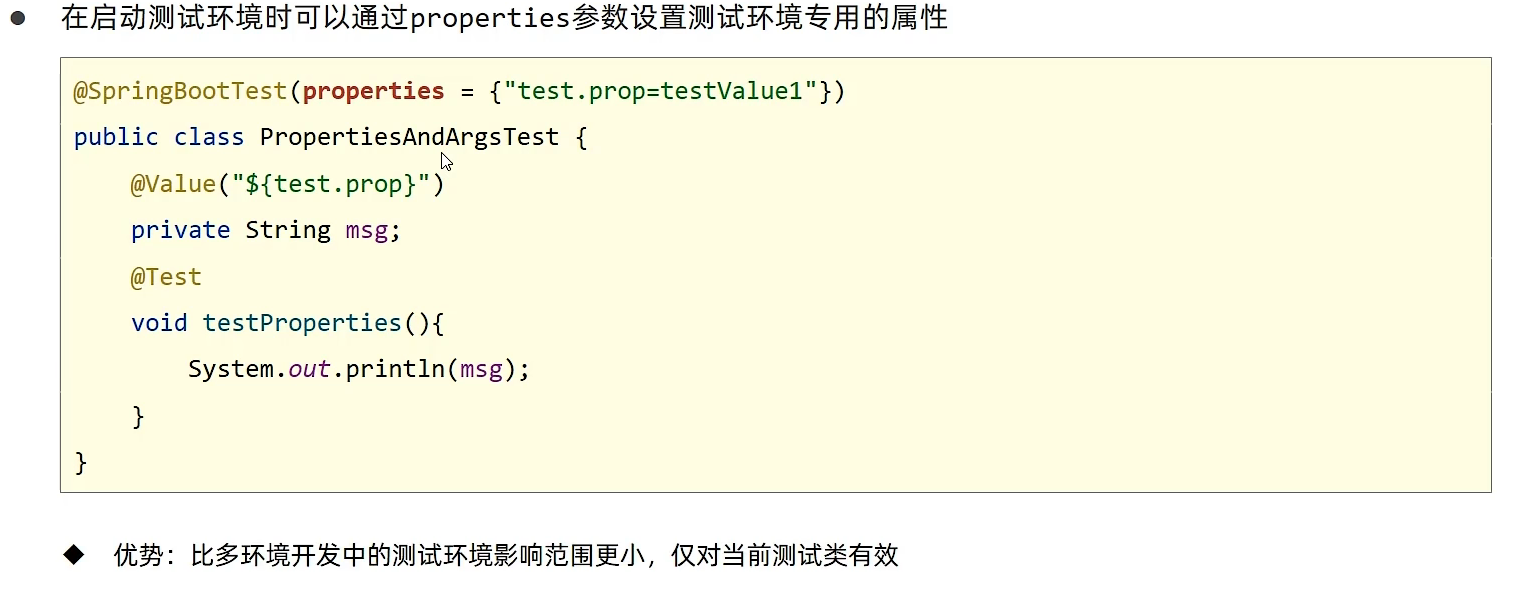 ● 在启动测试环境时可以通过properties参数设置测试环境专用的属性
@SpringBootTest(properties = {"test.prop=testValue1"})
public class PropertiesAndArgsTest {
    @Value("${test.prop}")
    private String msg;
    @Test
    void testProperties(){
        System.out.println(msg);
    }
}
◆ 优势：比多环境开发中的测试环境影响范围更小，仅对当前测试类有效